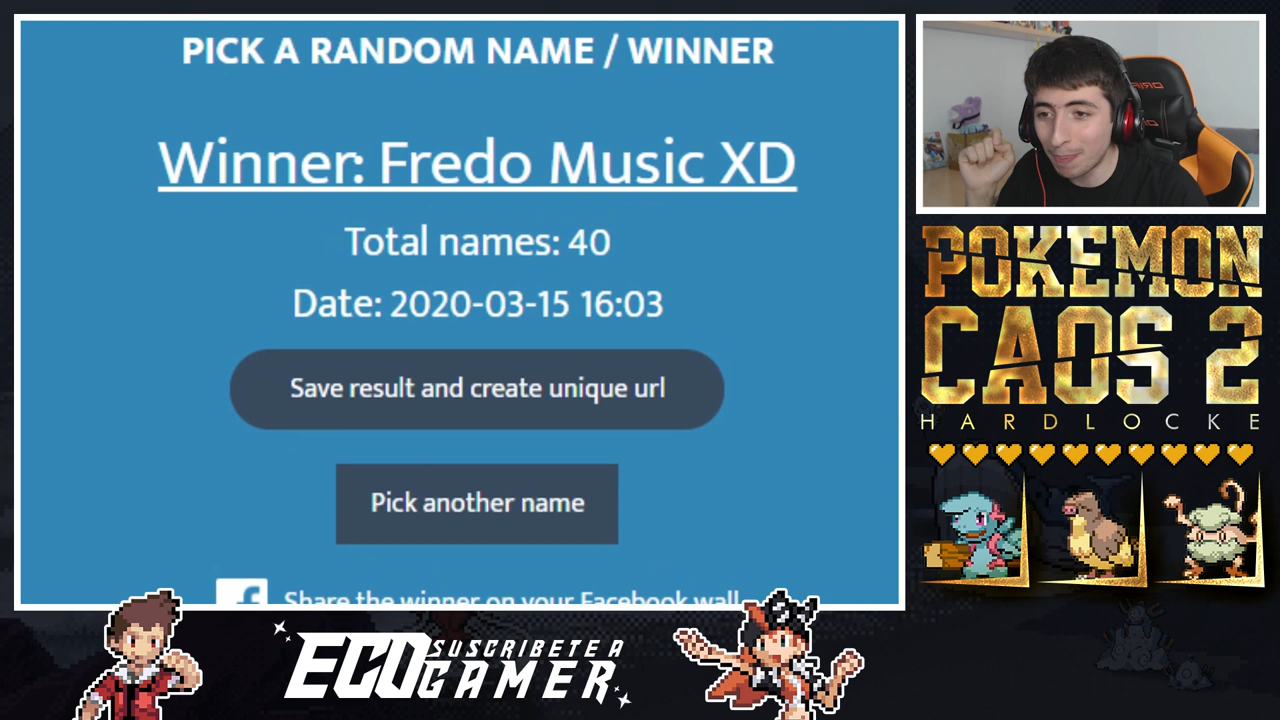 PICK A RANDOM NAME / WINNER
Winner: Fredo Music XD
Total names: 40
Date: 2020-03-15 16:03
Save result and create unique url
Pick another name
Share the winner on your Facebook wall
POKEMON
CAOS 2
HARDLOCKE
SUSCRIBETE A
EGO GAMER